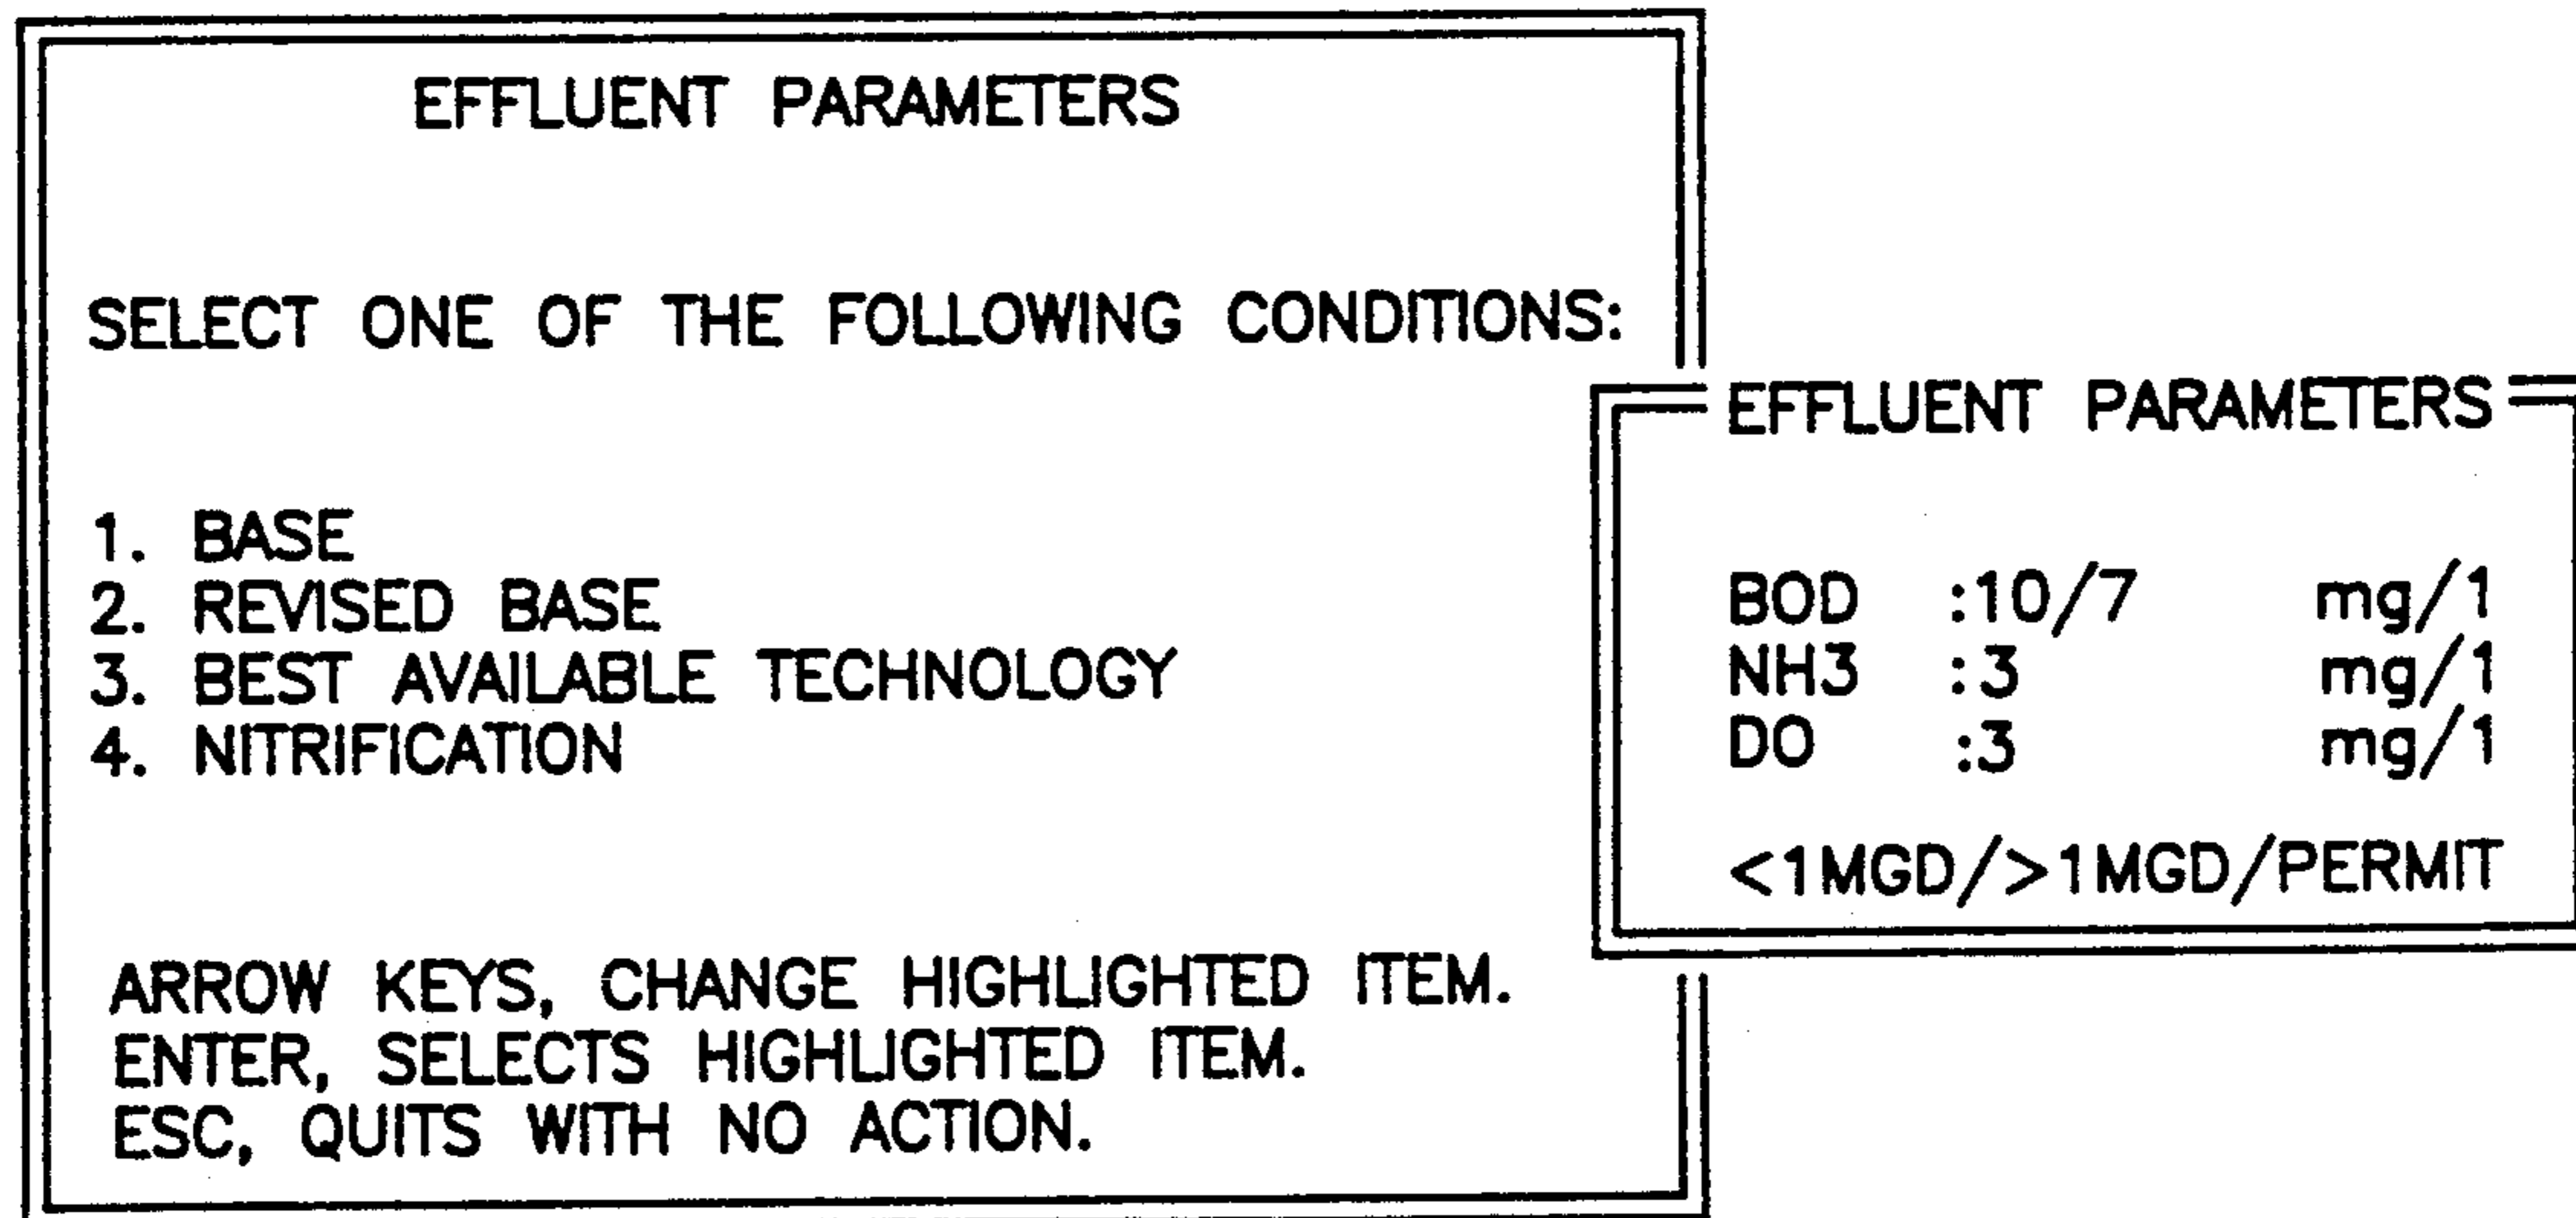 EFFLUENT PARAMETERS
SELECT ONE OF THE FOLLOWING CONDITIONS:
1. BASE
2. REVISED BASE
3. BEST AVAILABLE TECHNOLOGY
4. NITRIFICATION
ARROW KEYS, CHANGE HIGHLIGHTED ITEM.
ENTER, SELECTS HIGHLIGHTED ITEM.
ESC, QUITS WITH NO ACTION.
EFFLUENT PARAMETERS
BOD :10/7 mg/1
NH3 :3 mg/1
DO :3 mg/1
<1MGD/>1MGD/PERMIT